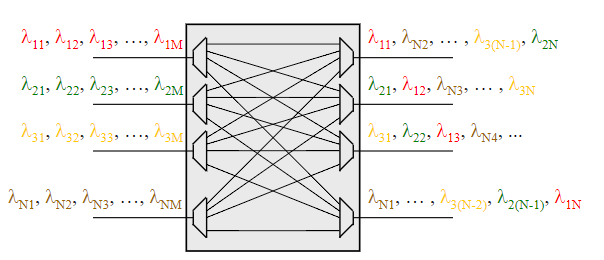 λ11, λ12, λ13, …, λ1M
λ11, λN2, … , λ3(N-1), λ2N
λ21, λ22, λ23, …, λ2M
λ21, λ12, λN3, … , λ3N
λ31, λ32, λ33, …, λ3M
λ31, λ22, λ13, λN4, ...
λN1, λN2, λN3, …, λNM
λN1, … , λ3(N-2), λ2(N-1), λ1N